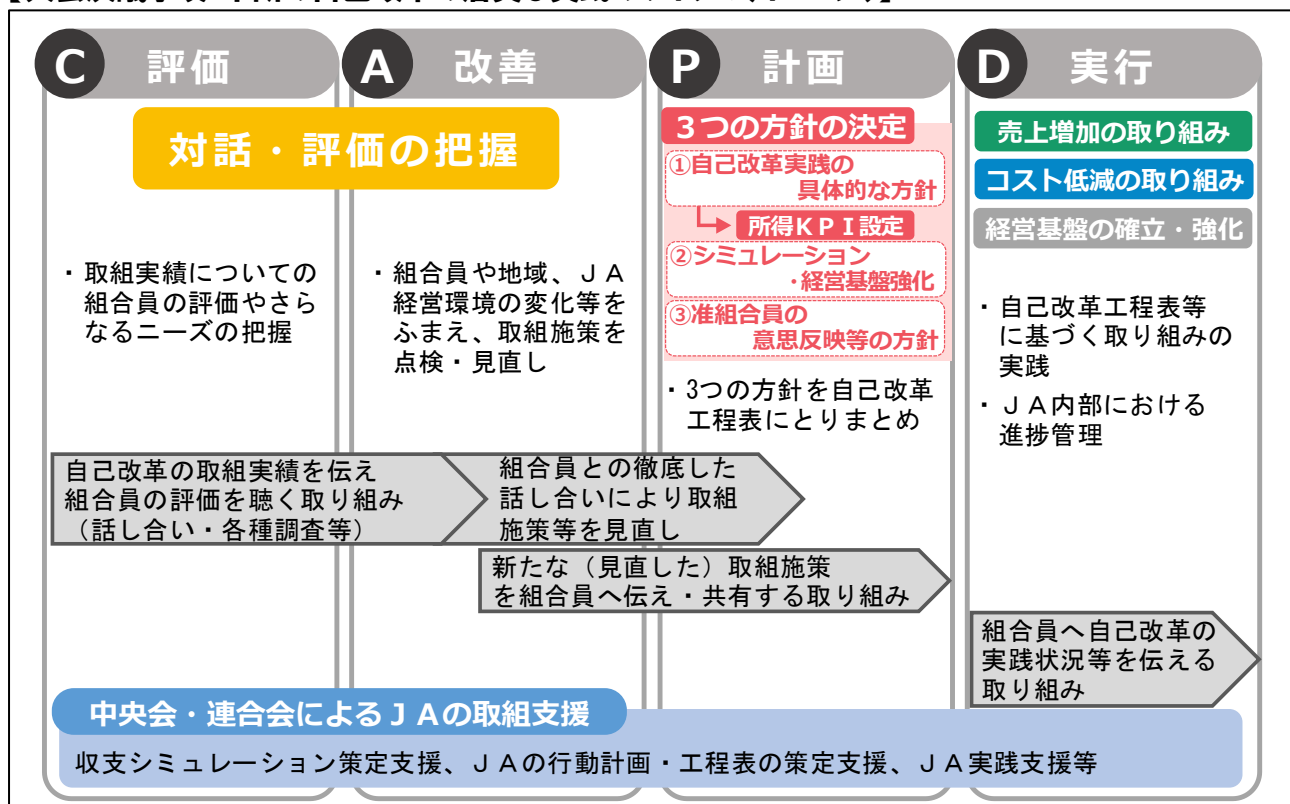 C 評価
A 改善
P 計画
D 実行
対話・評価の把握
・取組実績についての
組合員の評価やさら
なるニーズの把握
・組合員や地域、ＪＡ
経営環境の変化等を
ふまえ、取組施策を
点検・見直し
３つの方針の決定
①自己改革実践の
具体的な方針
所得ＫＰＩ設定
②シミュレーション
・経営基盤強化
③准組合員の
意思反映等の方針
・3つの方針を自己改革
工程表にとりまとめ
売上増加の取り組み
コスト低減の取り組み
経営基盤の確立・強化
・自己改革工程表等
に基づく取り組みの
実践
・ＪＡ内部における
進捗管理
自己改革の取組実績を伝え
組合員の評価を聴く取り組み
（話し合い・各種調査等）
組合員との徹底した
話し合いにより取組
施策等を見直し
新たな（見直した）取組施策
を組合員へ伝え・共有する取り組み
組合員へ自己改革の
実践状況等を伝える
取り組み
中央会・連合会によるＪＡの取組支援
収支シミュレーション策定支援、ＪＡの行動計画・工程表の策定支援、ＪＡ実践支援等